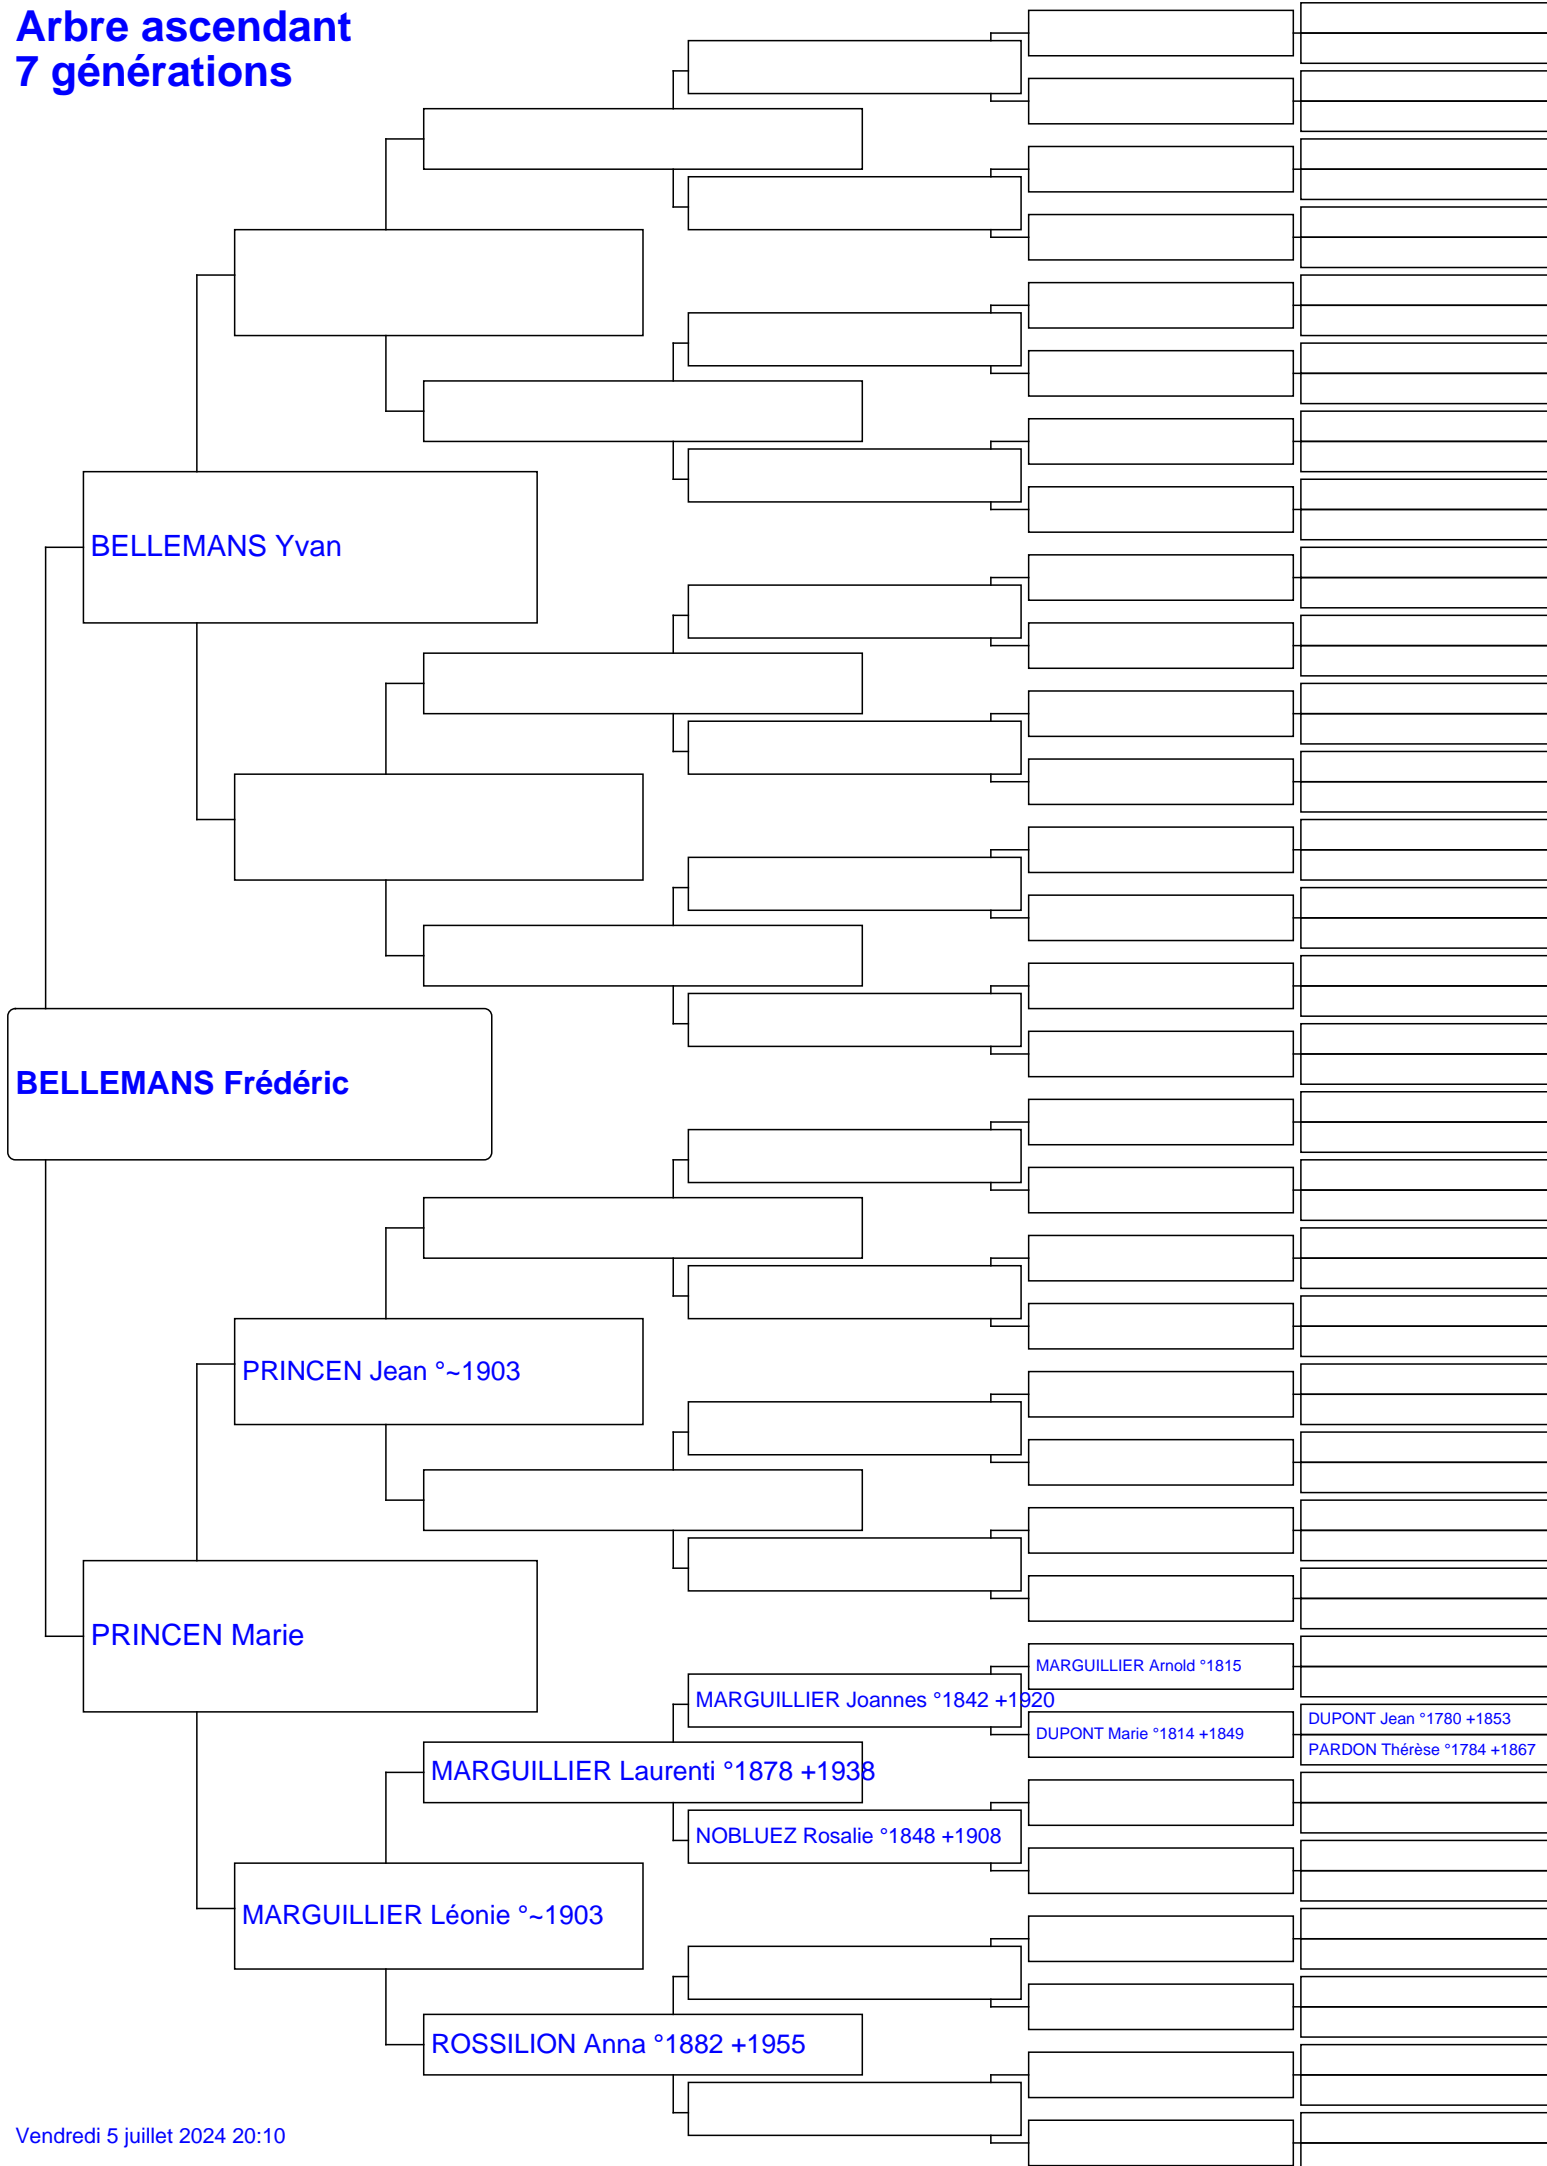 Arbre ascendant
7 générations
BELLEMANS Yvan
BELLEMANS Frédéric
PRINCEN Jean °~1903
PRINCEN Marie
MARGUILLIER Arnold °1815
MARGUILLIER Joannes °1842 +1920
DUPONT Jean °1780 +1853
DUPONT Marie °1814 +1849
PARDON Thérèse °1784 +1867
MARGUILLIER Laurenti °1878 +1938
NOBLUEZ Rosalie °1848 +1908
MARGUILLIER Léonie °~1903
ROSSILION Anna °1882 +1955
Vendredi 5 juillet 2024 20:10